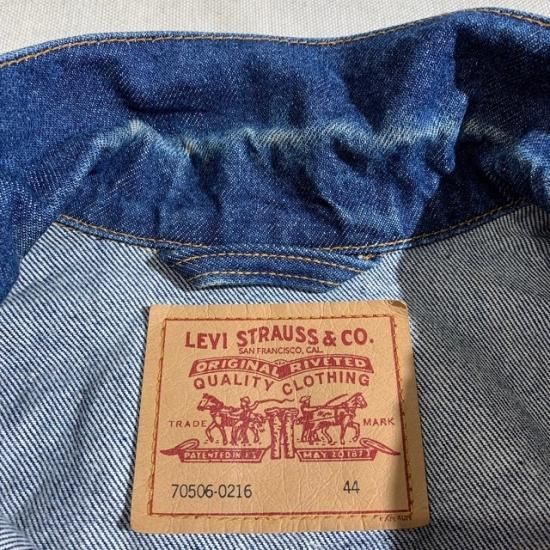 LEVI STRAUSS & CO.
SAN FRANCISCO, CAL.
ORIGINAL RIVETED
QUALITY CLOTHING
TRADE MARK
PATENTED IN U.S. MAY 20 1873
70506-0216 44